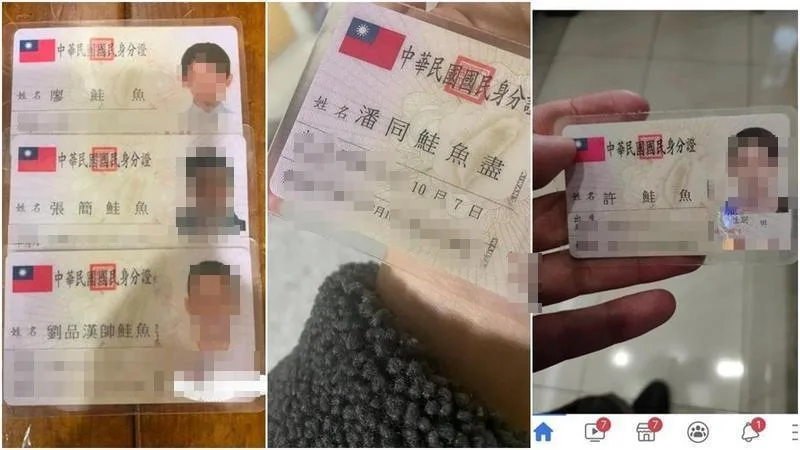 中華民國國民身分證
姓名 廖鮭魚
中華民國國民身分證
姓名 張簡鮭魚
中華民國國民身分證
姓名 劉品漢帥鮭魚
中華民國國民身分證
姓名 潘同鮭魚盡
10月7日
中華民國國民身分證
姓名 許鮭魚
男
7
7
1